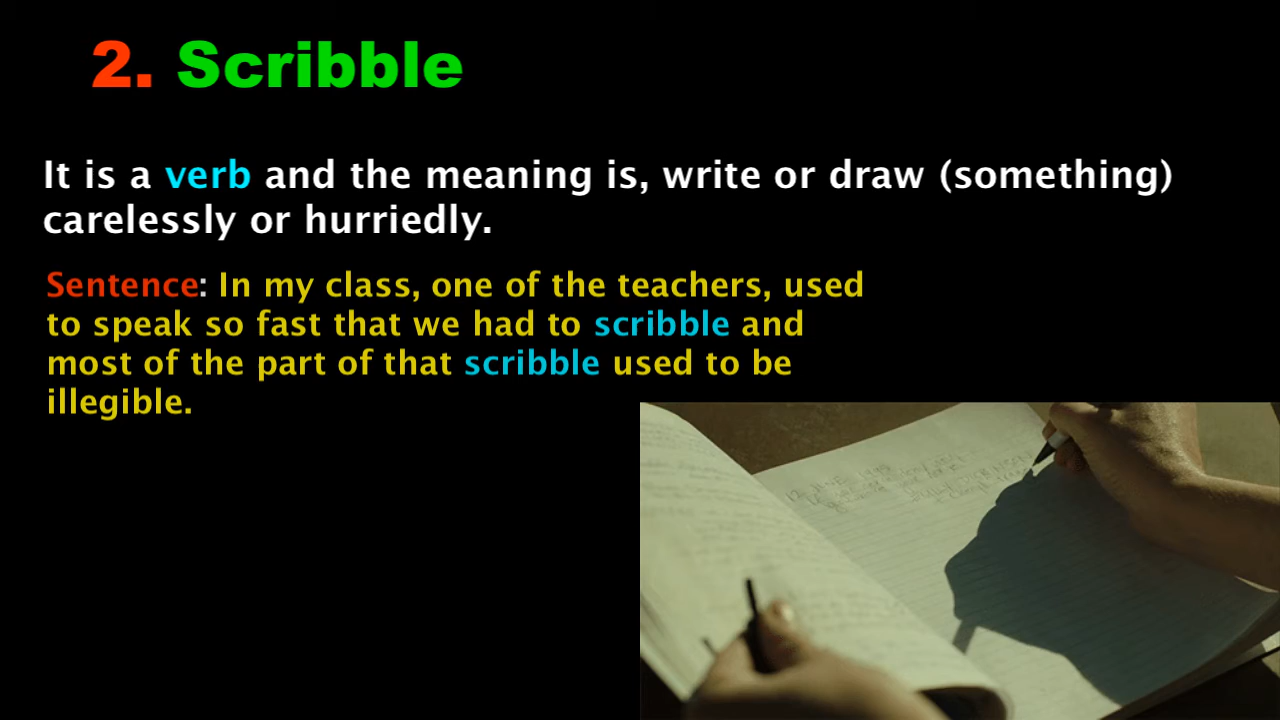 2. Scribble
It is a verb and the meaning is, write or draw (something)
carelessly or hurriedly.
Sentence: In my class, one of the teachers, used
to speak so fast that we had to scribble and
most of the part of that scribble used to be
illegible.